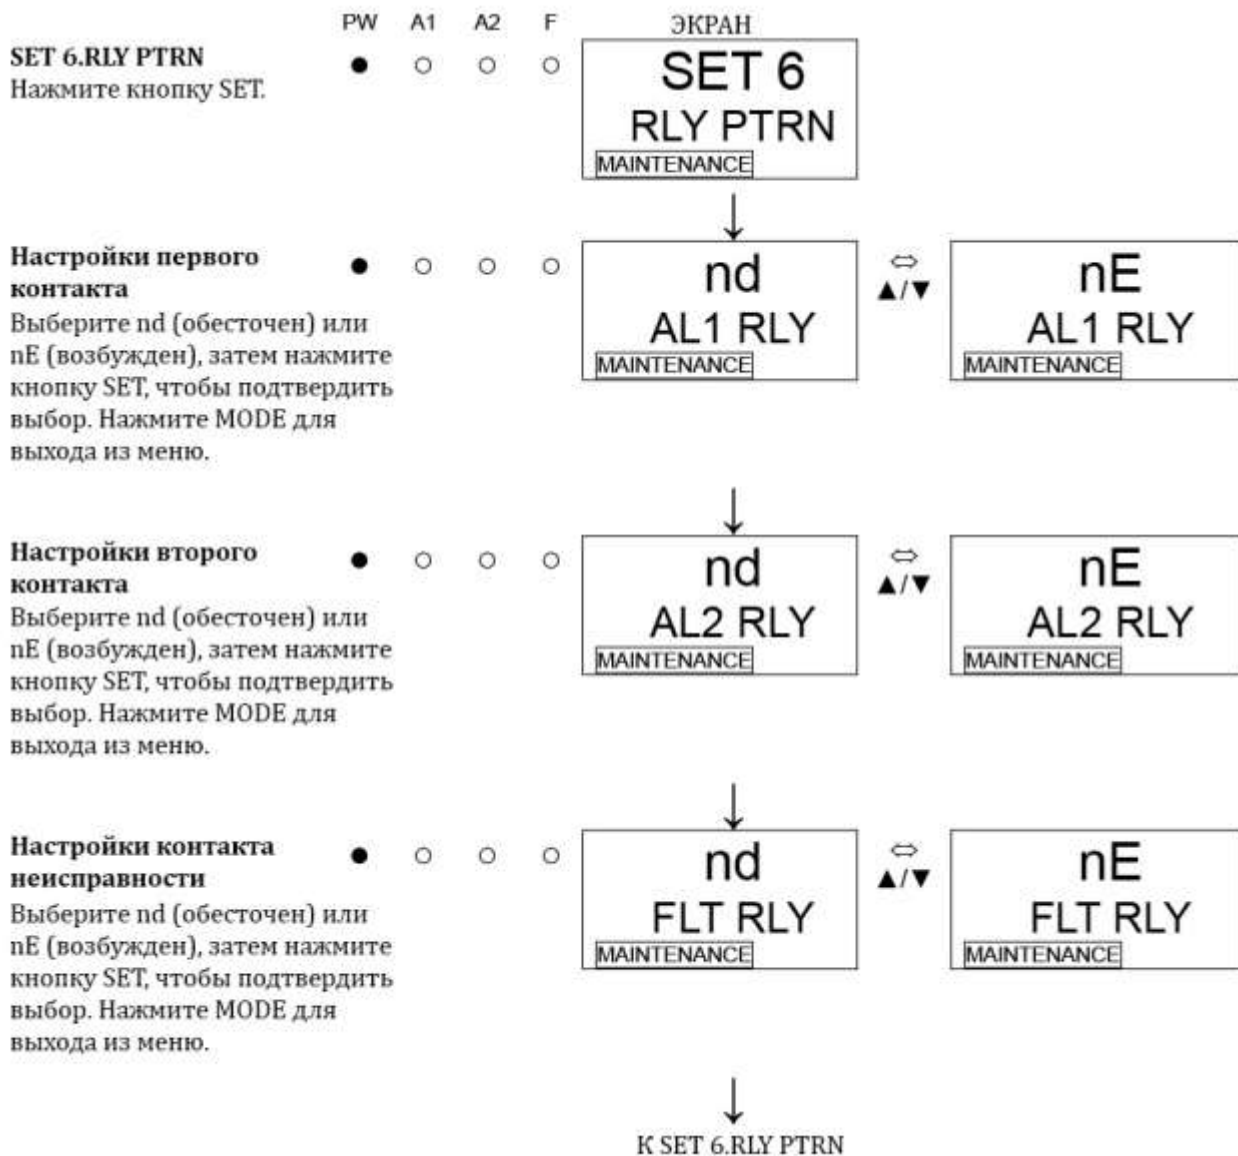 PW A1 A2 F ЭКРАН
SET 6.RLY PTRN
Нажмите кнопку SET.
SET 6
RLY PTRN
MAINTENANCE
Настройки первого
контакта
Выберите nd (обесточен) или
nE (возбужден), затем нажмите
кнопку SET, чтобы подтвердить
выбор. Нажмите MODE для
выхода из меню.
nd
AL1 RLY
MAINTENANCE
⇔
▲/▼
nE
AL1 RLY
MAINTENANCE
Настройки второго
контакта
Выберите nd (обесточен) или
nE (возбужден), затем нажмите
кнопку SET, чтобы подтвердить
выбор. Нажмите MODE для
выхода из меню.
nd
AL2 RLY
MAINTENANCE
⇔
▲/▼
nE
AL2 RLY
MAINTENANCE
Настройки контакта
неисправности
Выберите nd (обесточен) или
nE (возбужден), затем нажмите
кнопку SET, чтобы подтвердить
выбор. Нажмите MODE для
выхода из меню.
nd
FLT RLY
MAINTENANCE
⇔
▲/▼
nE
FLT RLY
MAINTENANCE
К SET 6.RLY PTRN